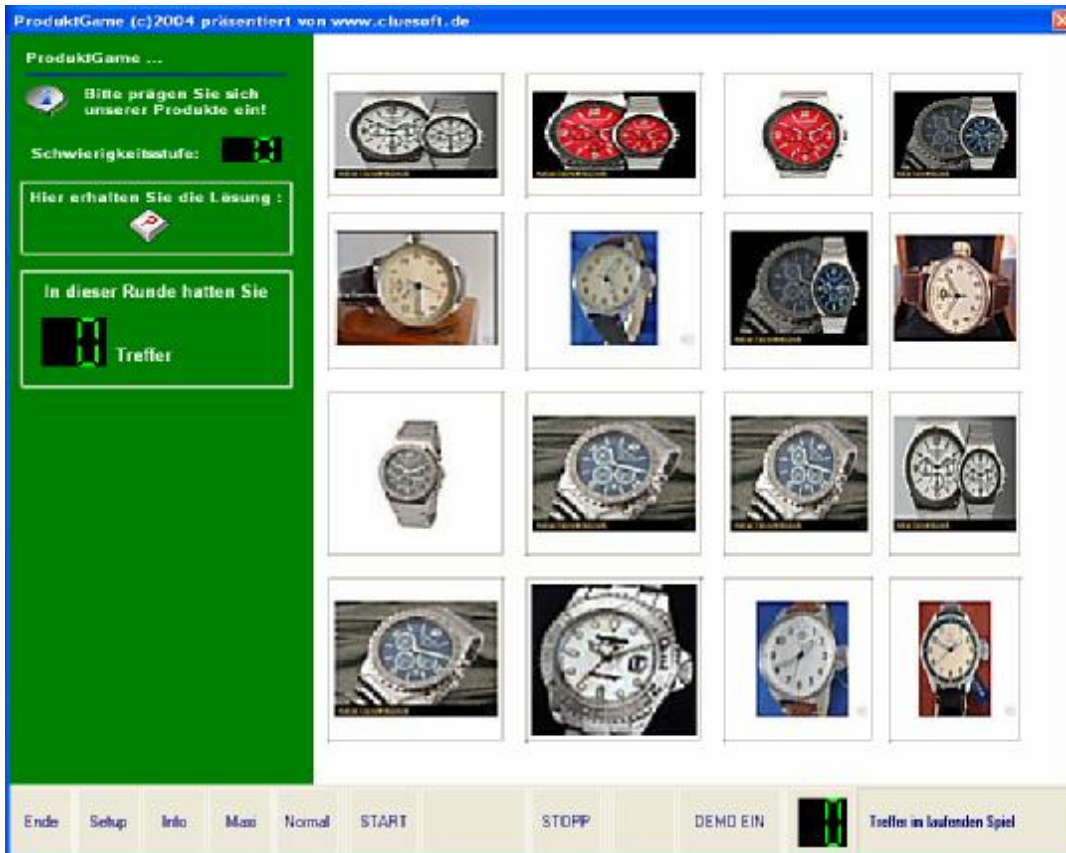 ProduktGame (c)2004 präsentiert von www.cluesoft.de
ProduktGame ...
Bitte prägen Sie sich
unserer Produkte ein!
Schwierigkeitsstufe:
Hier erhalten Sie die Lösung :
?
In dieser Runde hatten Sie
0 Treffer
Ende Setup Info Maxi Normal START STOPP DEMO EIN Treffer im laufenden Spiel